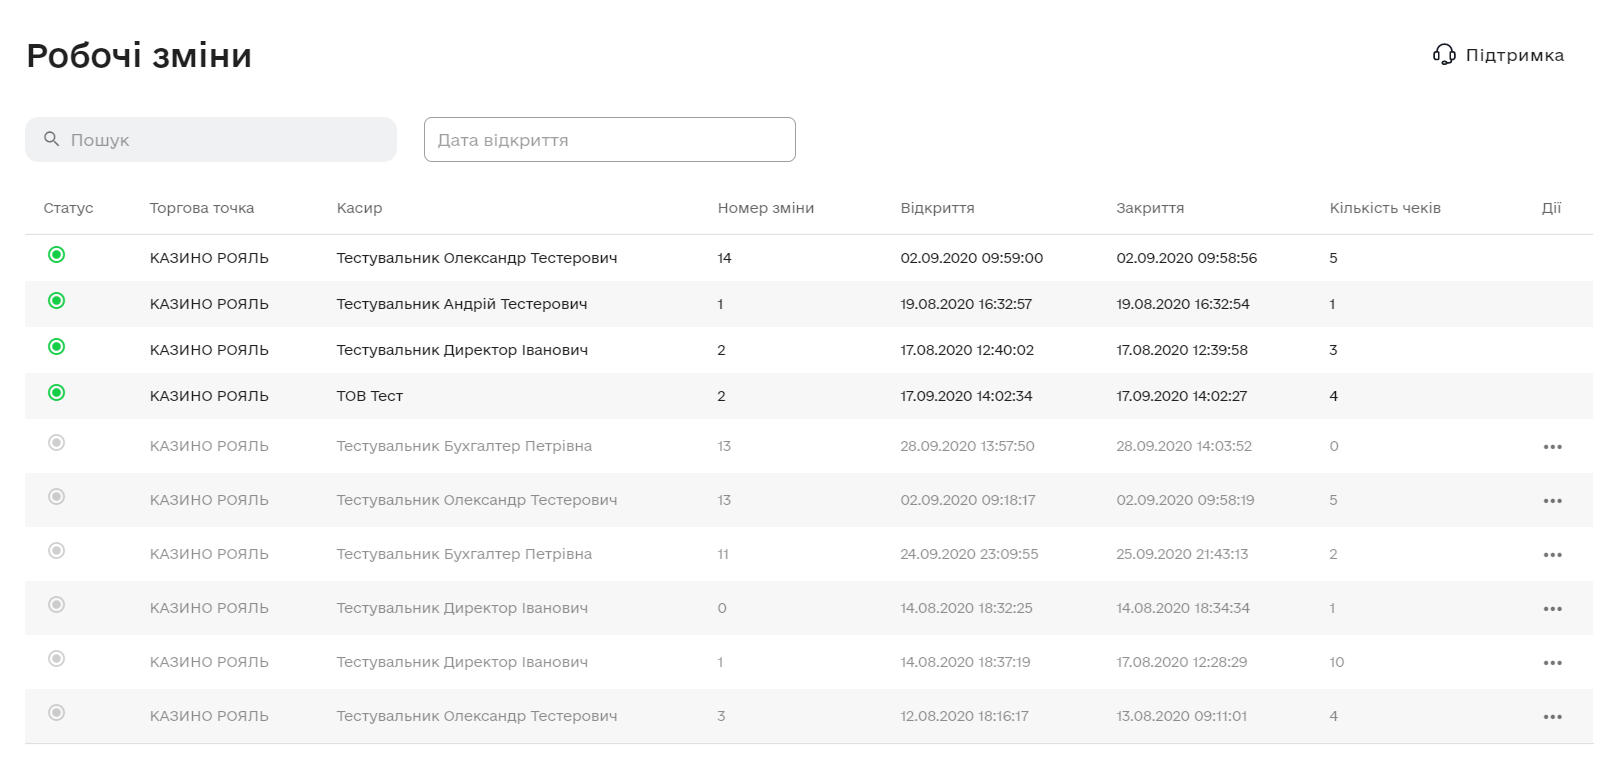 Робочі зміни
Підтримка
Пошук
Дата відкриття
Статус Торгова точка Касир Номер зміни Відкриття Закриття Кількість чеків Дії
КАЗИНО РОЯЛЬ Тестувальник Олександр Тестерович 14 02.09.2020 09:59:00 02.09.2020 09:58:56 5
КАЗИНО РОЯЛЬ Тестувальник Андрій Тестерович 1 19.08.2020 16:32:57 19.08.2020 16:32:54 1
КАЗИНО РОЯЛЬ Тестувальник Директор Іванович 2 17.08.2020 12:40:02 17.08.2020 12:39:58 3
КАЗИНО РОЯЛЬ ТОВ Тест 2 17.09.2020 14:02:34 17.09.2020 14:02:27 4
КАЗИНО РОЯЛЬ Тестувальник Бухгалтер Петрівна 13 28.09.2020 13:57:50 28.09.2020 14:03:52 0
КАЗИНО РОЯЛЬ Тестувальник Олександр Тестерович 13 02.09.2020 09:18:17 02.09.2020 09:58:19 5
КАЗИНО РОЯЛЬ Тестувальник Бухгалтер Петрівна 11 24.09.2020 23:09:55 25.09.2020 21:43:13 2
КАЗИНО РОЯЛЬ Тестувальник Директор Іванович 0 14.08.2020 18:32:25 14.08.2020 18:34:34 1
КАЗИНО РОЯЛЬ Тестувальник Директор Іванович 1 14.08.2020 18:37:19 17.08.2020 12:28:29 10
КАЗИНО РОЯЛЬ Тестувальник Олександр Тестерович 3 12.08.2020 18:16:17 13.08.2020 09:11:01 4